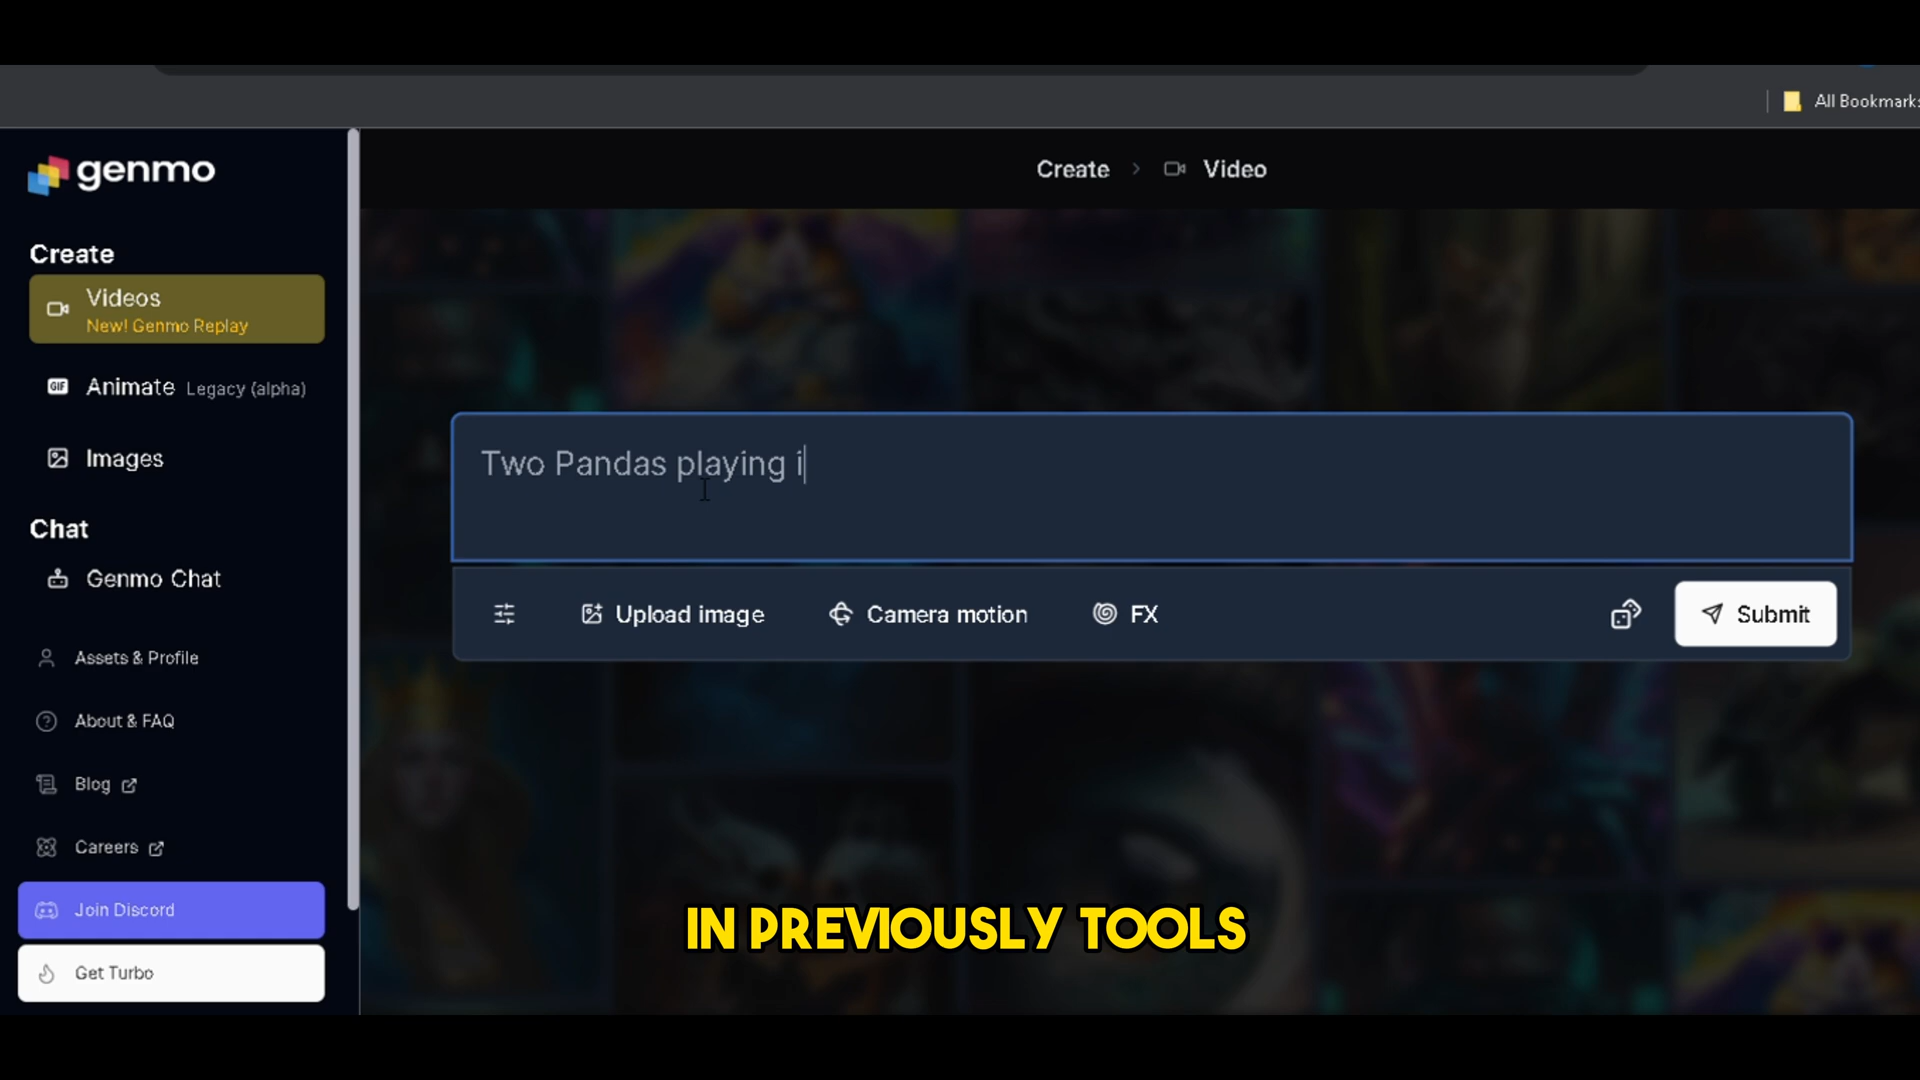 All Bookmarks
genmo
Create > Video
Create
Videos
New! Genmo Replay
GIF Animate Legacy (alpha)
Images
Chat
Genmo Chat
Assets & Profile
About & FAQ
Blog
Careers
Join Discord
Get Turbo
Two Pandas playing i
Upload image Camera motion FX Submit
IN PREVIOUSLY TOOLS